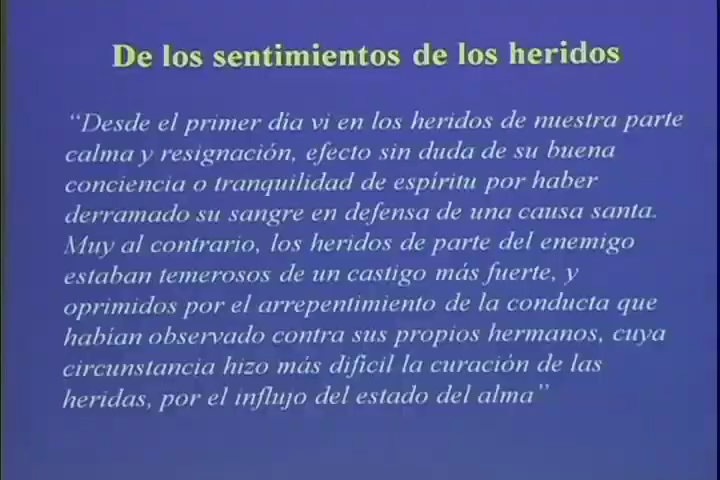 De los sentimientos de los heridos
“Desde el primer día vi en los heridos de nuestra parte
calma y resignación, efecto sin duda de su buena
conciencia o tranquilidad de espíritu por haber
derramado su sangre en defensa de una causa santa.
Muy al contrario, los heridos de parte del enemigo
estaban temerosos de un castigo más fuerte, y
oprimidos por el arrepentimiento de la conducta que
habían observado contra sus propios hermanos, cuya
circunstancia hizo más difícil la curación de las
heridas, por el influjo del estado del alma”